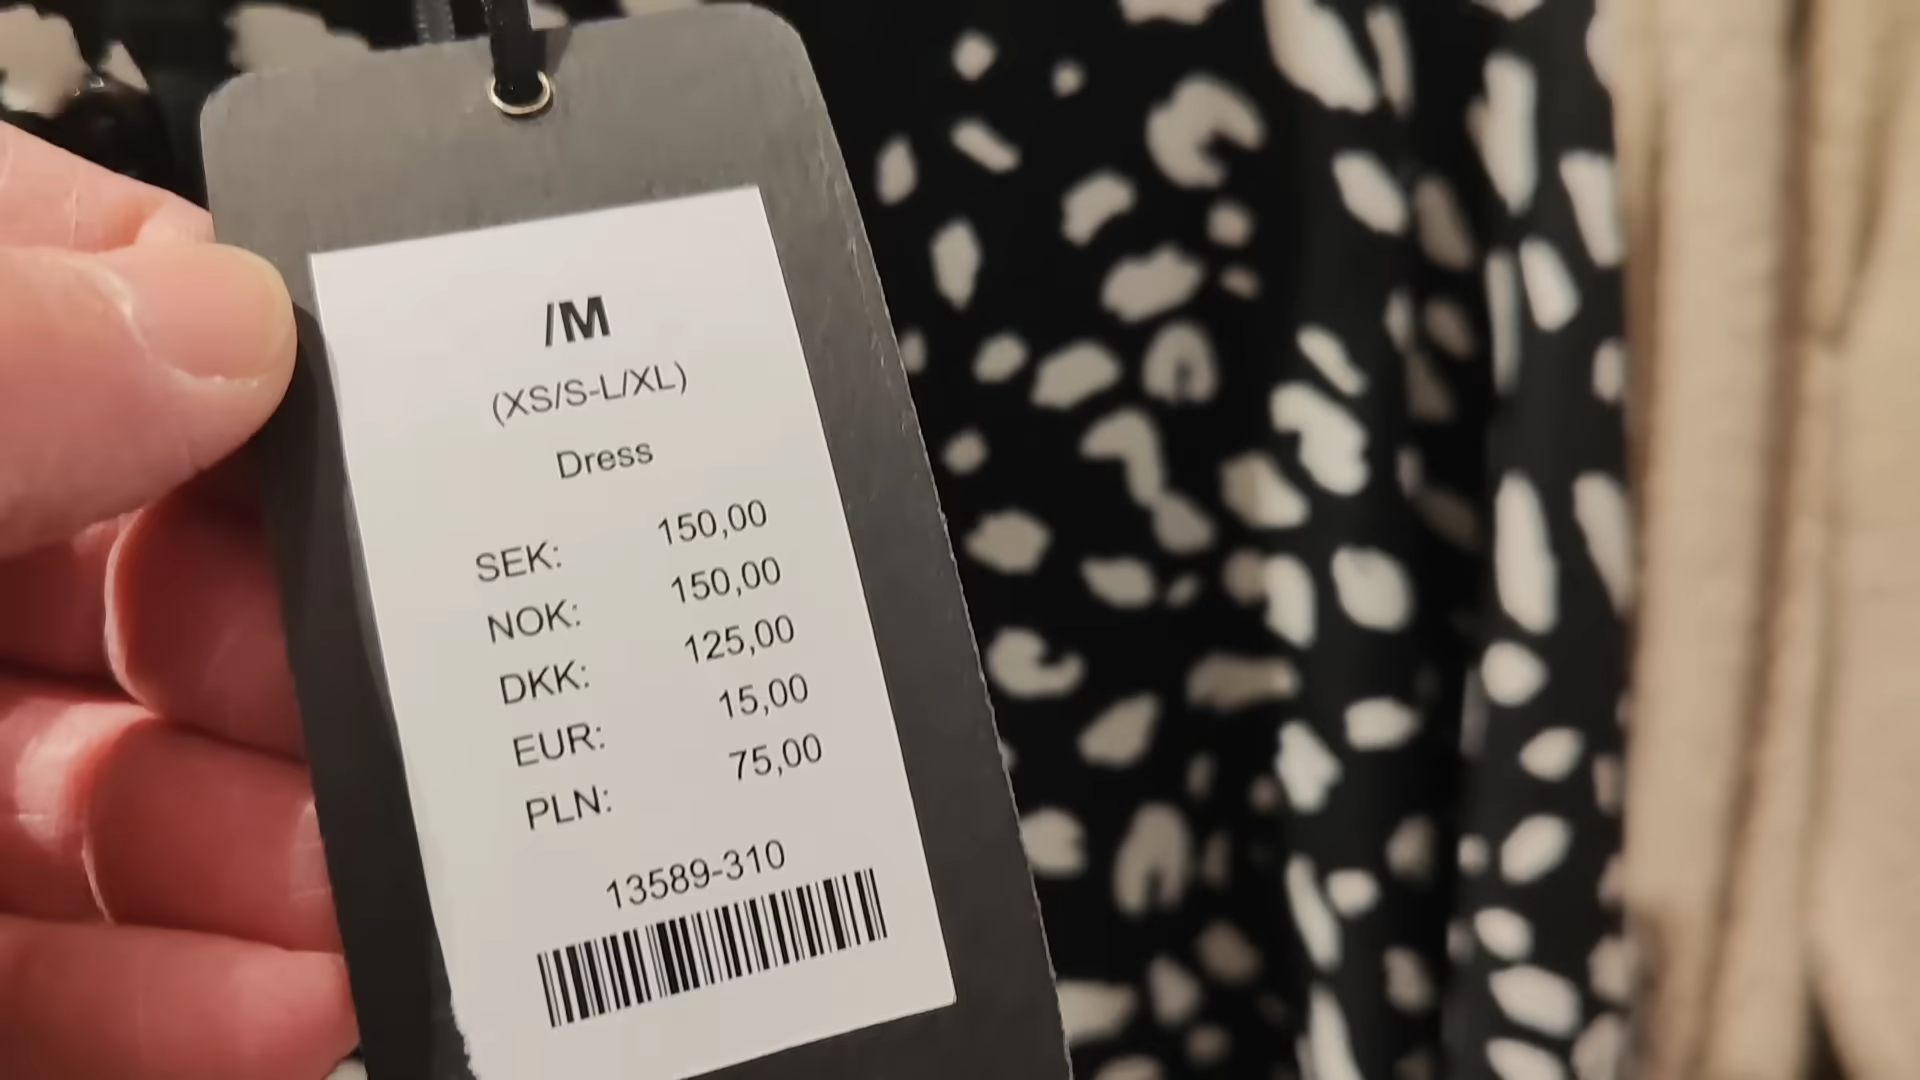 /M
(XS/S-L/XL)
Dress
SEK: 150,00
NOK: 150,00
DKK: 125,00
EUR: 15,00
PLN: 75,00
13589-310